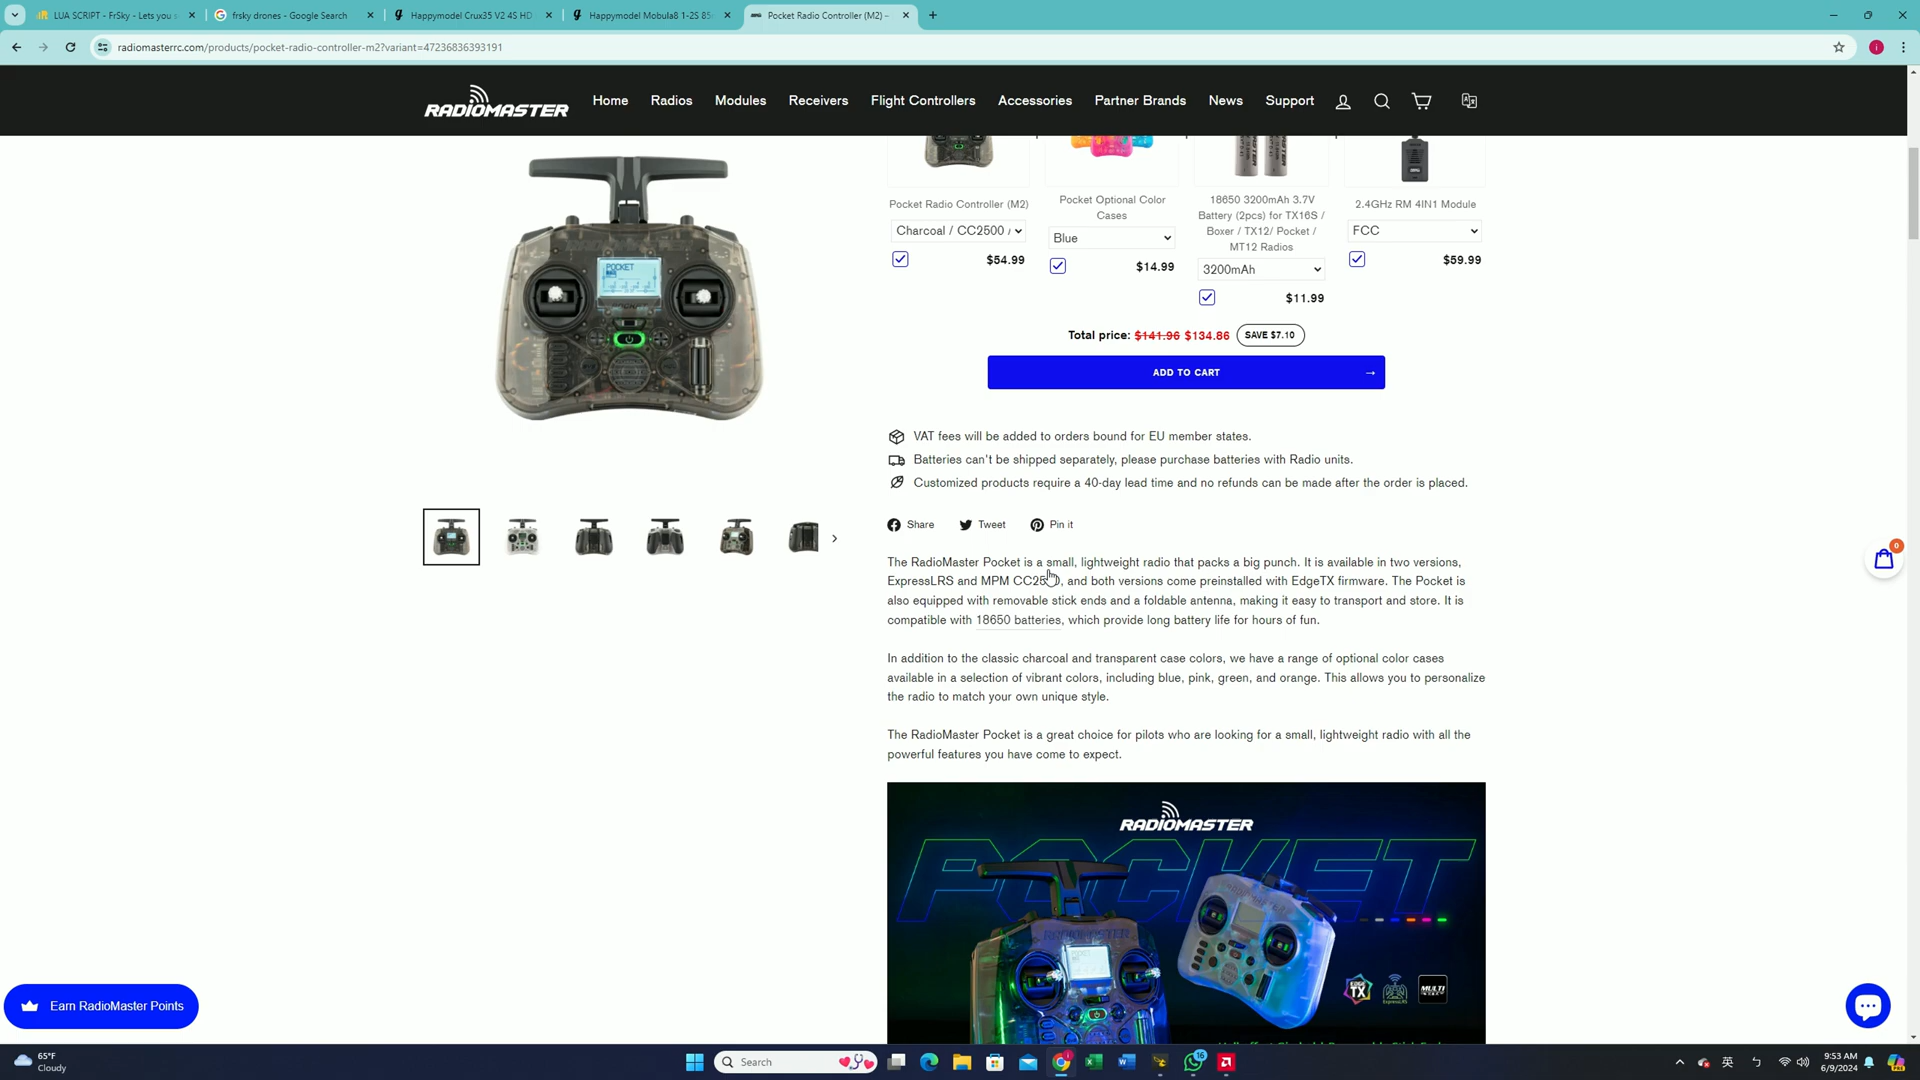 LUA SCRIPT - FrSky - Lets you s
frsky drones - Google Search
Happymodel Crux35 V2 4S HD
Happymodel Mobula8 1-2S 85
Pocket Radio Controller (M2) –
radiomasterrc.com/products/pocket-radio-controller-m2?variant=47236836393191
RADIOMASTER
Home
Radios
Modules
Receivers
Flight Controllers
Accessories
Partner Brands
News
Support
Pocket Radio Controller (M2)
Charcoal / CC2500 /
$54.99
Pocket Optional Color
Cases
Blue
$14.99
18650 3200mAh 3.7V
Battery (2pcs) for TX16S /
Boxer / TX12/ Pocket /
MT12 Radios
3200mAh
$11.99
2.4GHz RM 4IN1 Module
FCC
$59.99
Total price: $141.96 $134.86 SAVE $7.10
ADD TO CART →
VAT fees will be added to orders bound for EU member states.
Batteries can't be shipped separately, please purchase batteries with Radio units.
Customized products require a 40-day lead time and no refunds can be made after the order is placed.
Share
Tweet
Pin it
The RadioMaster Pocket is a small, lightweight radio that packs a big punch. It is available in two versions,
ExpressLRS and MPM CC2500, and both versions come preinstalled with EdgeTX firmware. The Pocket is
also equipped with removable stick ends and a foldable antenna, making it easy to transport and store. It is
compatible with 18650 batteries, which provide long battery life for hours of fun.
In addition to the classic charcoal and transparent case colors, we have a range of optional color cases
available in a selection of vibrant colors, including blue, pink, green, and orange. This allows you to personalize
the radio to match your own unique style.
The RadioMaster Pocket is a great choice for pilots who are looking for a small, lightweight radio with all the
powerful features you have come to expect.
RADIOMASTER
POCKET
EDGE
TX
ExpressLRS
MULTI
0
Earn RadioMaster Points
65°F
Cloudy
Search
16
英
9:53 AM
6/9/2024